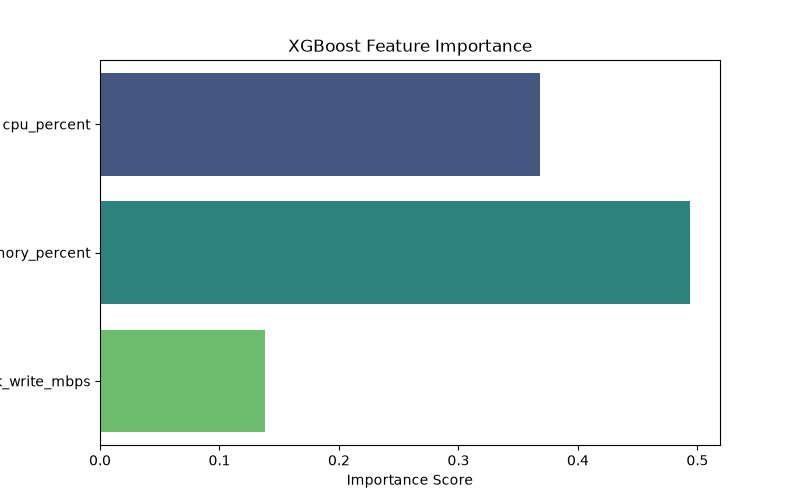 XGBoost Feature Importance
cpu_percent
nory_percent
k_write_mbps
0.0 0.1 0.2 0.3 0.4 0.5
Importance Score